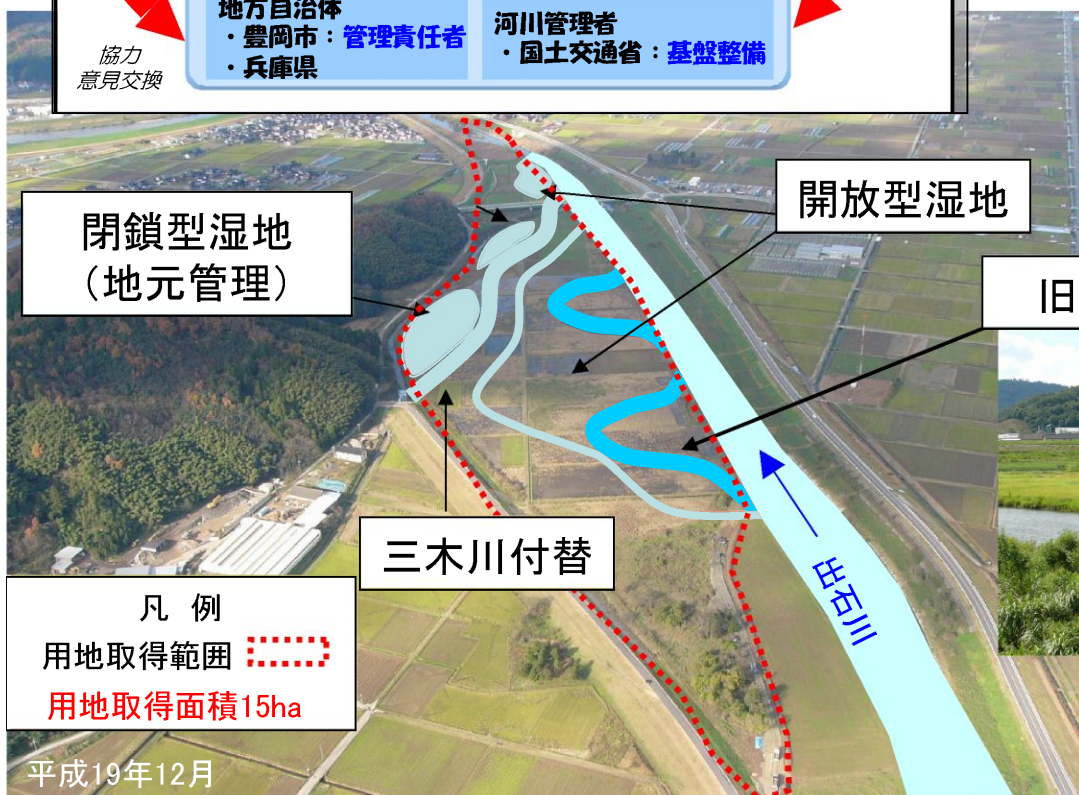 地方自治体
・豊岡市：管理責任者
・兵庫県
河川管理者
・国土交通省：基盤整備
協力
意見交換
開放型湿地
閉鎖型湿地
（地元管理）
旧
三木川付替
出石川
凡 例
用地取得範囲
用地取得面積15ha
平成19年12月